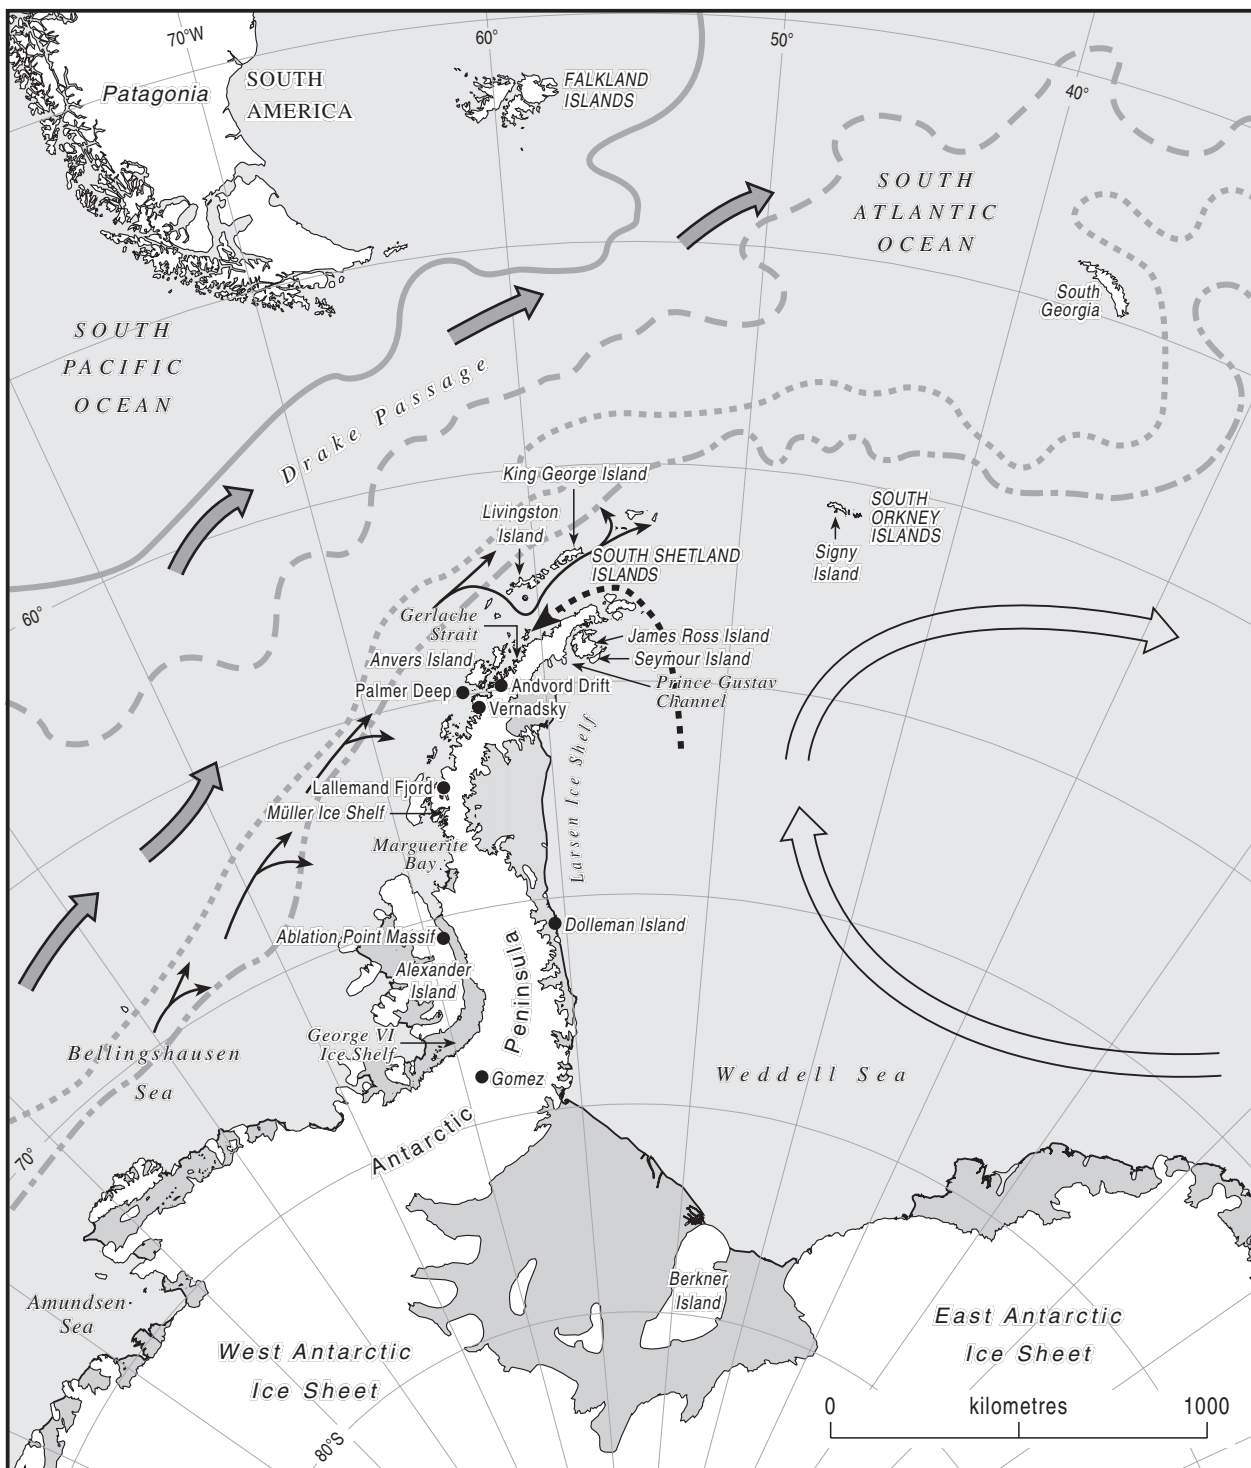 70°W
60°
50°
40°
Patagonia
SOUTH
AMERICA
FALKLAND
ISLANDS
SOUTH
ATLANTIC
OCEAN
South
Georgia
SOUTH
PACIFIC
OCEAN
Drake Passage
King George Island
Livingston
Island
SOUTH
ORKNEY
ISLANDS
Signy
Island
SOUTH SHETLAND
ISLANDS
60°
Gerlache
Strait
James Ross Island
Seymour Island
Anvers Island
Prince Gustav
Channel
Palmer Deep
Andvord Drift
Vernadsky
Larsen Ice Shelf
Lallemand Fjord
Müller Ice Shelf
Marguerite
Bay
Dolleman Island
Ablation Point Massif
Alexander
Island
Peninsula
George VI
Ice Shelf
Bellingshausen
Sea
Weddell Sea
Gomez
Antarctic
70°
Berkner
Island
Amundsen
Sea
West Antarctic
Ice Sheet
East Antarctic
Ice Sheet
80°S
0 kilometres 1000